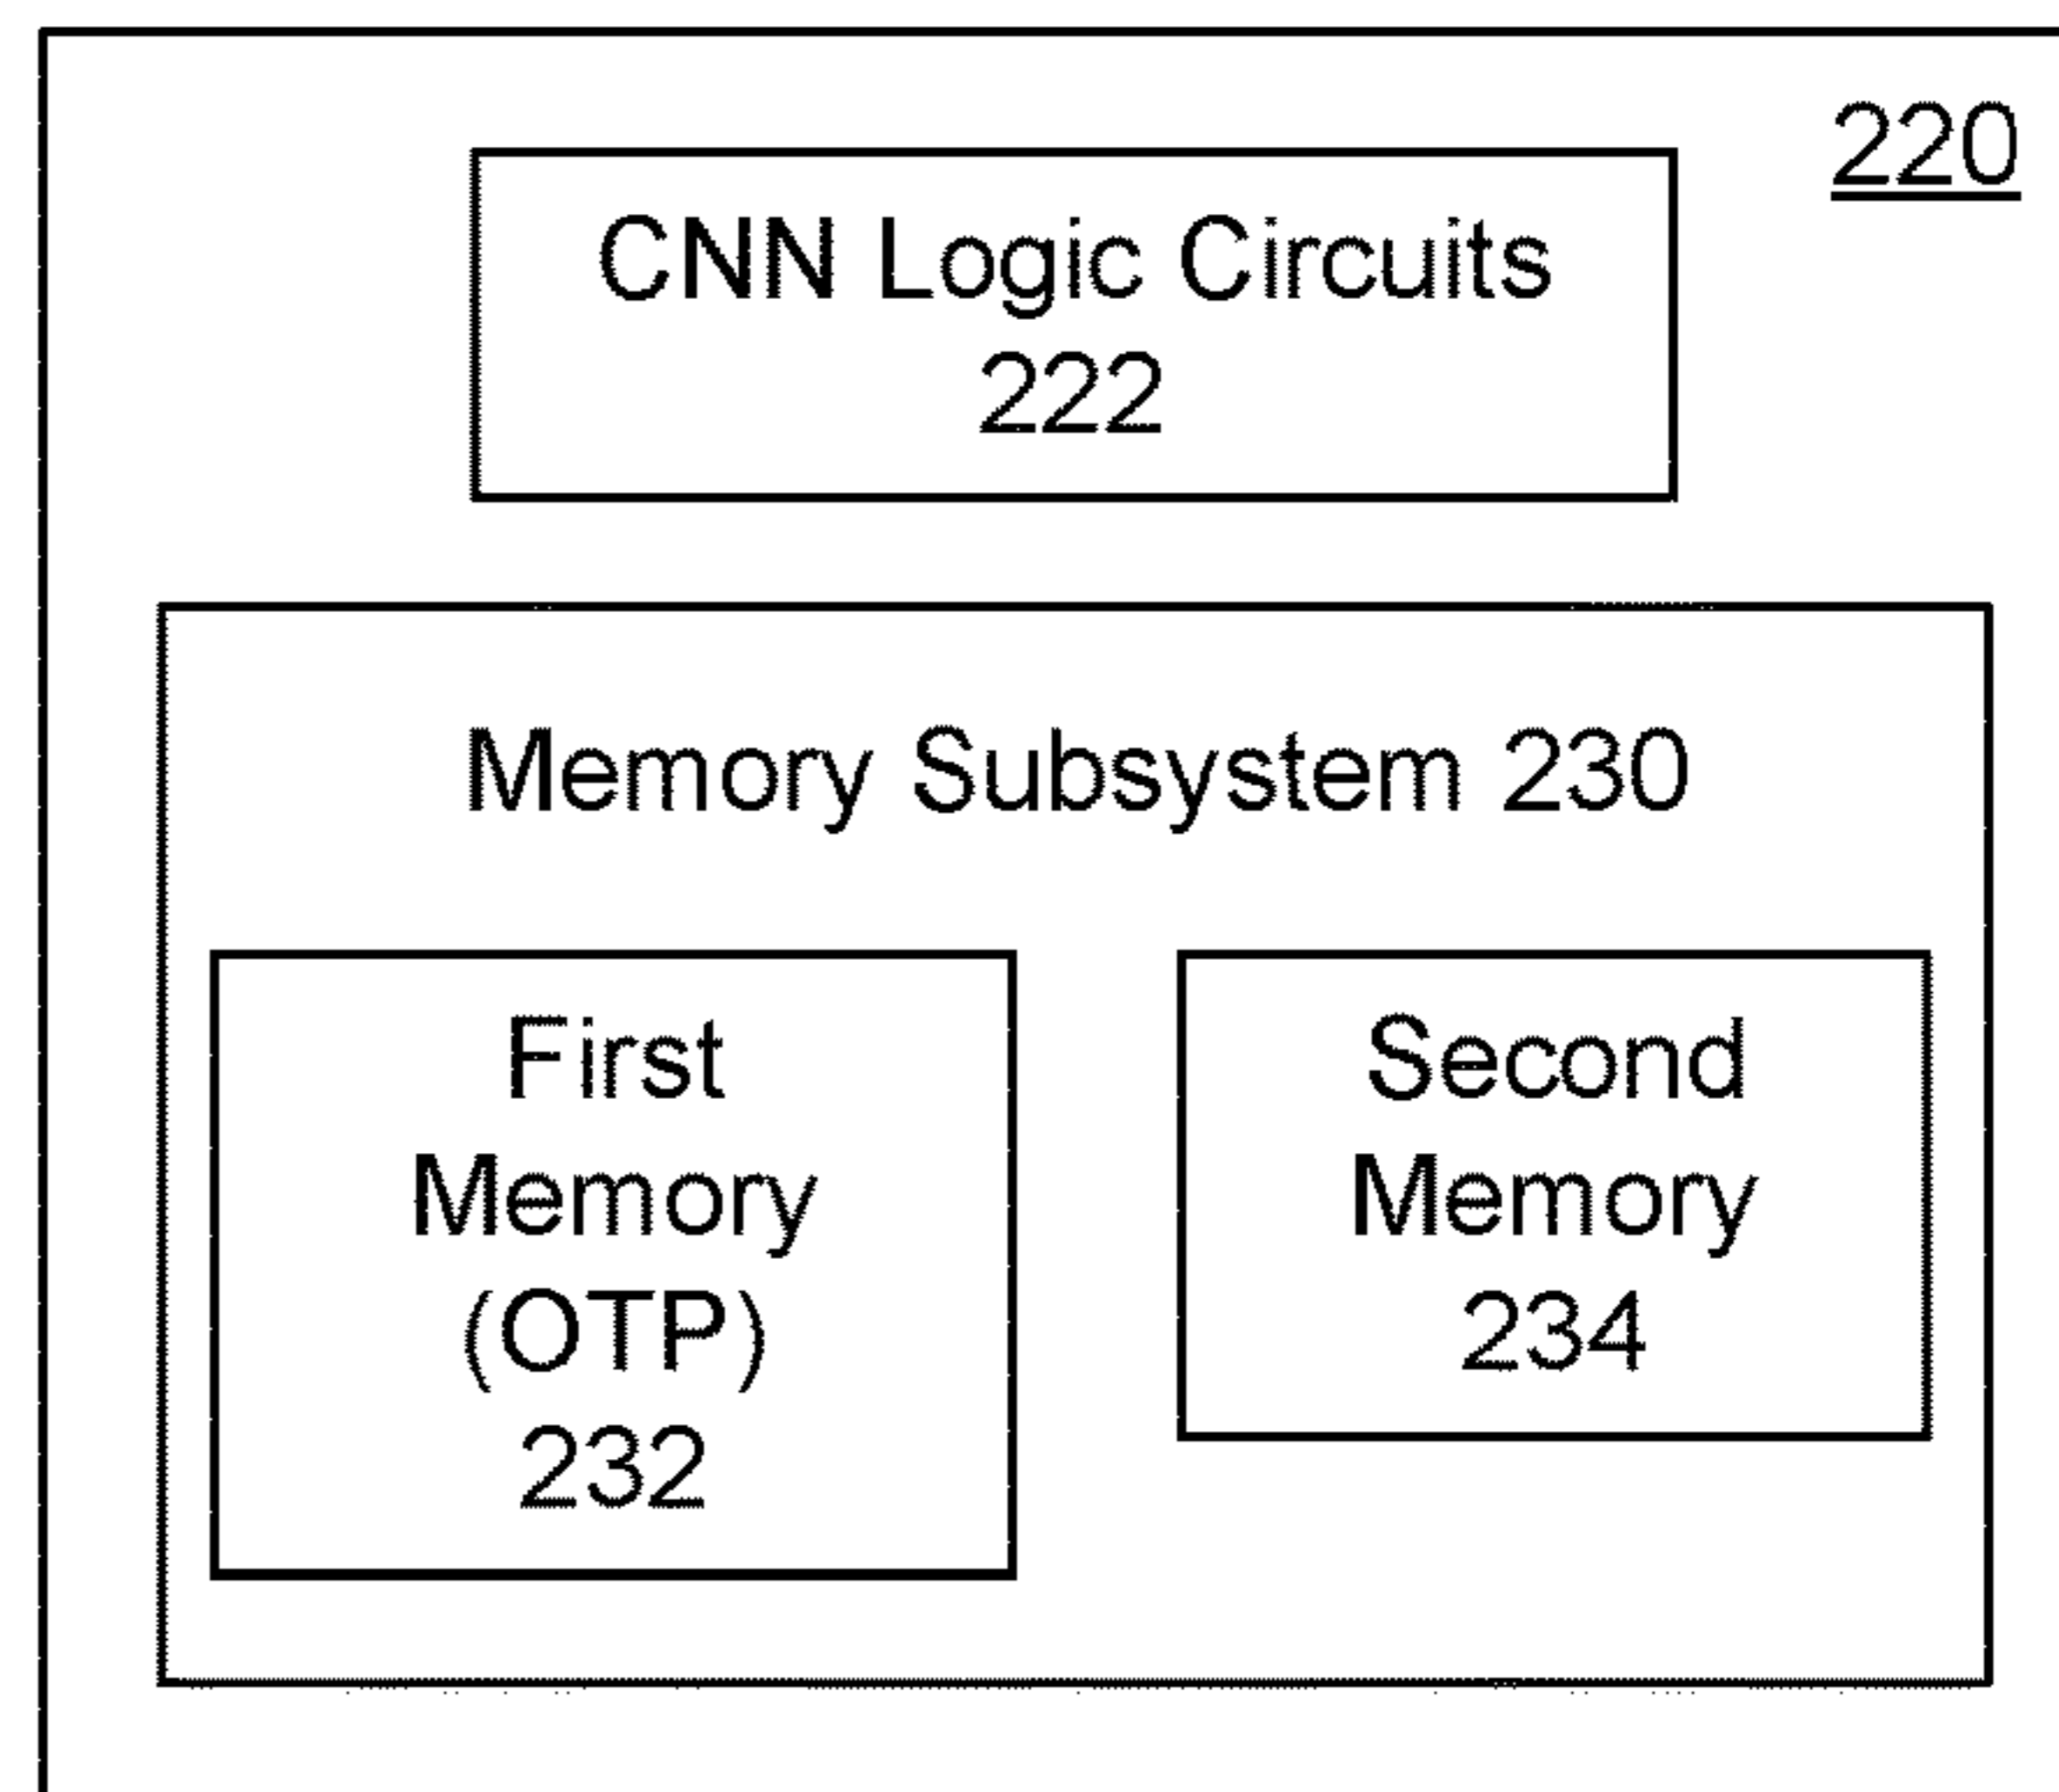 220
CNN Logic Circuits
222
Memory Subsystem 230
First
Memory
(OTP)
232
Second
Memory
234